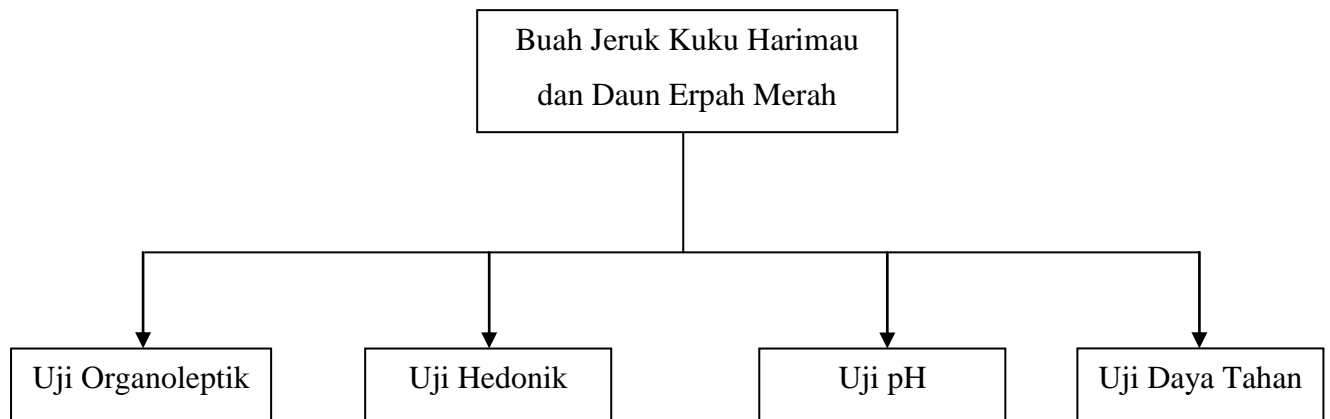 Buah Jeruk Kuku Harimau
dan Daun Erpah Merah
Uji Organoleptik
Uji Hedonik
Uji pH
Uji Daya Tahan